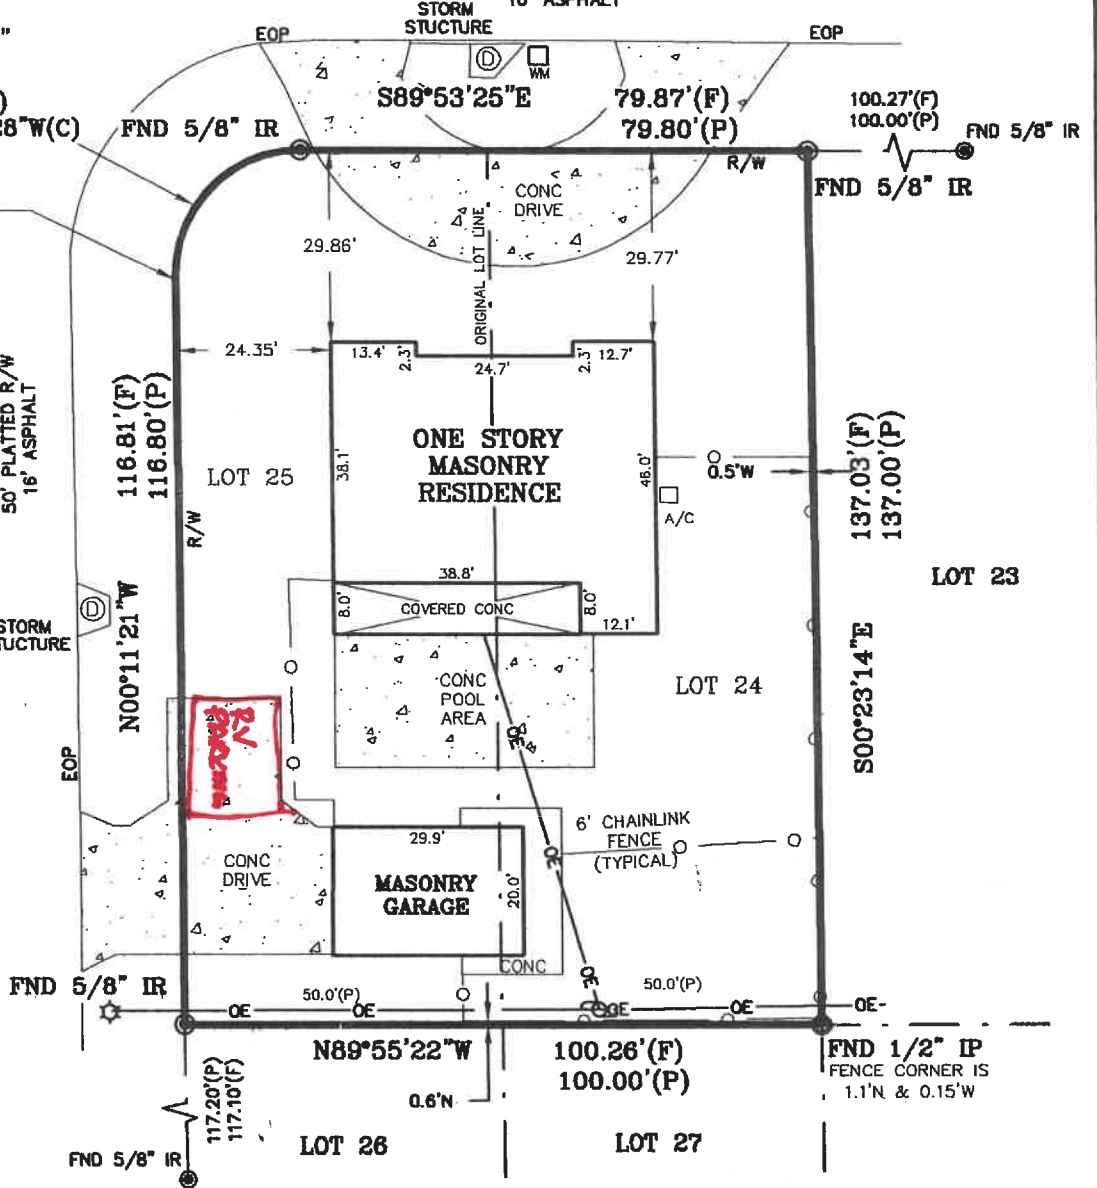 STORM
STUCTURE
16' ASPHALT
"
EOP
EOP
D
WM
S89°53'25"E
79.87'(F)
79.80'(P)
100.27'(F)
100.00'(P)
)
28"W(C)
FND 5/8" IR
FND 5/8" IR
R/W
FND 5/8" IR
CONC
DRIVE
ORIGINAL LOT LINE
29.86'
29.77'
24.35'
13.4'
2.3'
24.7'
2.3'
12.7'
50' PLATTED R/W
16' ASPHALT
116.81'(F)
116.80'(P)
LOT 25
38.1'
ONE STORY
MASONRY
RESIDENCE
46.0'
0.5'W
A/C
137.03'(F)
137.00'(P)
R/W
LOT 23
38.8'
8.0'
COVERED CONC
8.0'
12.1'
D
STORM
TUCTURE
N00°11'21"W
S00°23'14"E
CONC
POOL
AREA
LOT 24
RV
PARKING
30
EOP
29.9'
6' CHAINLINK
FENCE
(TYPICAL)
30
CONC
DRIVE
MASONRY
GARAGE
20.0'
CONC
30
FND 5/8" IR
50.0'(P)
50.0'(P)
OE
OE
OE
OE
OE-
N89°55'22"W
100.26'(F)
100.00'(P)
FND 1/2" IP
FENCE CORNER IS
1.1'N & 0.15'W
117.20'(P)
117.10'(F)
0.6'N
LOT 26
LOT 27
FND 5/8" IR